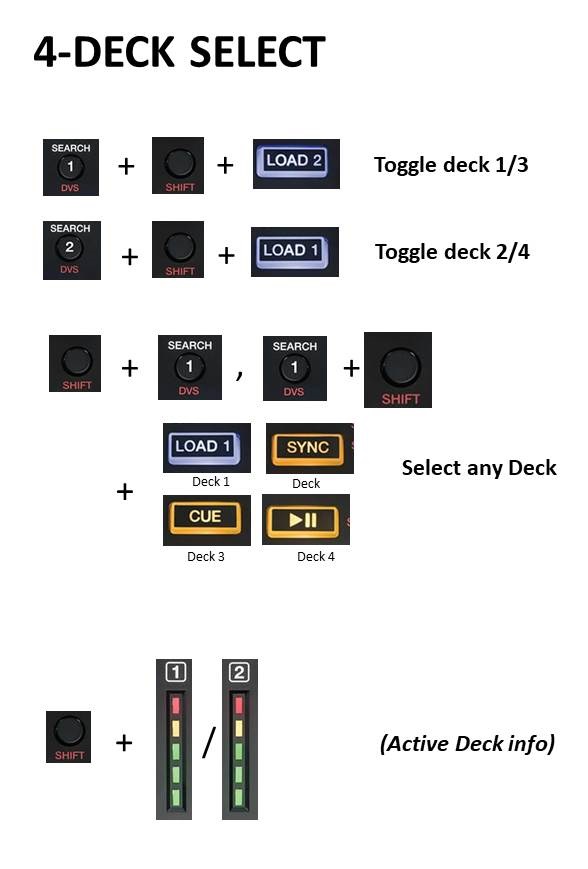 4-DECK SELECT
SEARCH
1
DVS
+
SHIFT
+
LOAD 2
Toggle deck 1/3
SEARCH
2
DVS
+
SHIFT
+
LOAD 1
Toggle deck 2/4
SHIFT
+
SEARCH
1
DVS
,
SEARCH
1
DVS
+
SHIFT
+
LOAD 1
SYNC
Deck 1
Deck
CUE
Deck 3
Deck 4
Select any Deck
SHIFT
+
1
/
2
(Active Deck info)